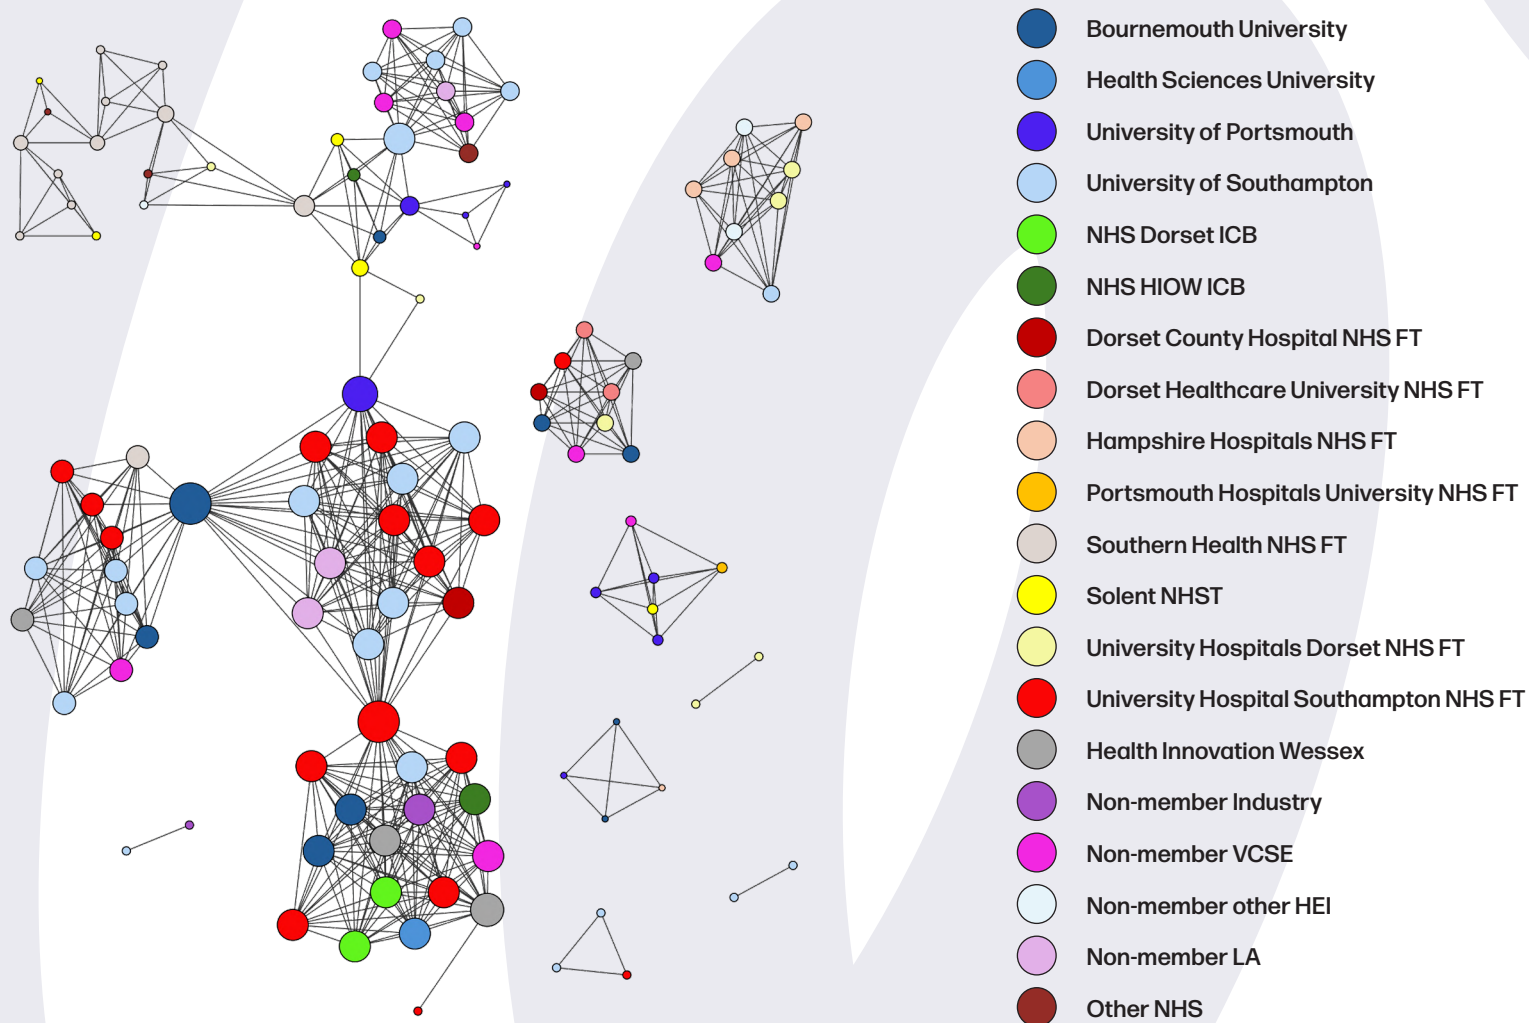 Bournemouth University
Health Sciences University
University of Portsmouth
University of Southampton
NHS Dorset ICB
NHS HIOW ICB
Dorset County Hospital NHS FT
Dorset Healthcare University NHS FT
Hampshire Hospitals NHS FT
Portsmouth Hospitals University NHS FT
Southern Health NHS FT
Solent NHST
University Hospitals Dorset NHS FT
University Hospital Southampton NHS FT
Health Innovation Wessex
Non-member Industry
Non-member VCSE
Non-member other HEI
Non-member LA
Other NHS